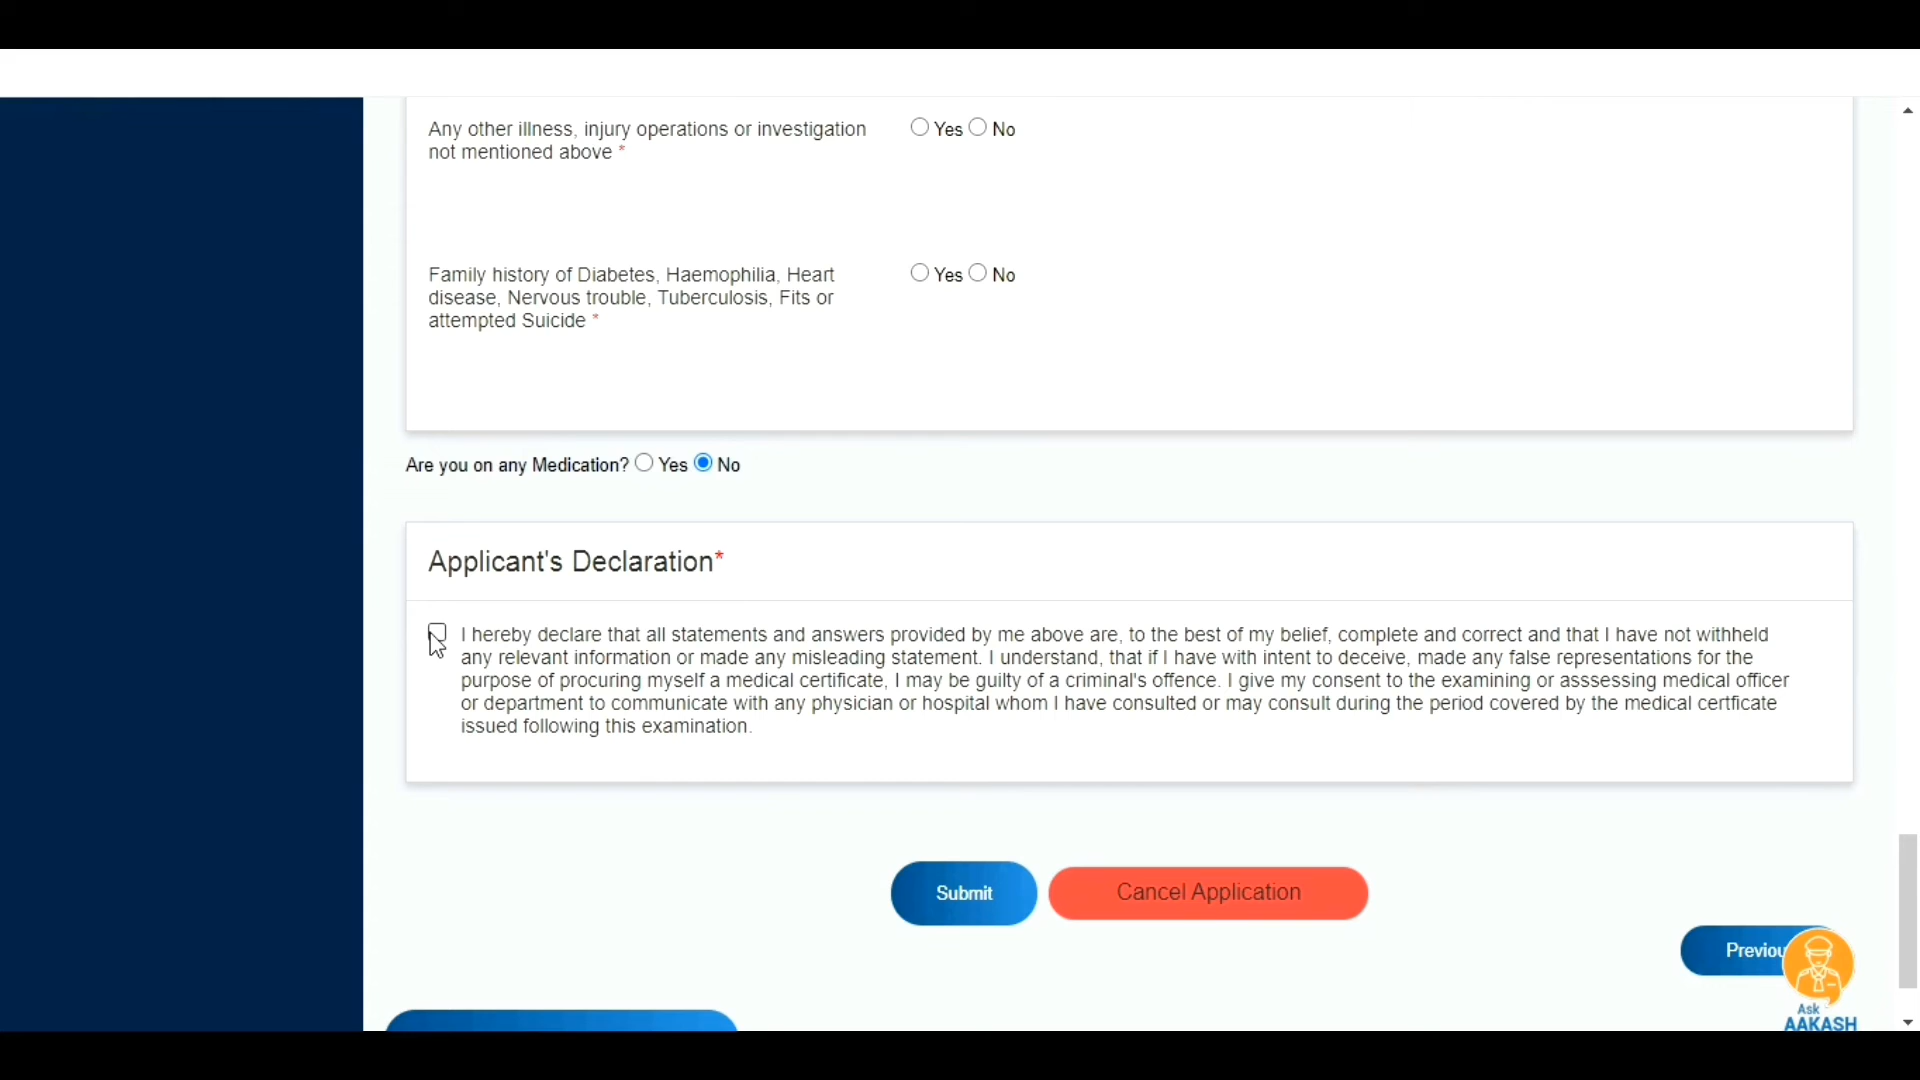 Any other illness, injury operations or investigation
not mentioned above *
Yes No
Family history of Diabetes, Haemophilia, Heart
disease, Nervous trouble, Tuberculosis, Fits or
attempted Suicide *
Yes No
Are you on any Medication? Yes No
Applicant's Declaration*
I hereby declare that all statements and answers provided by me above are, to the best of my belief, complete and correct and that I have not withheld
any relevant information or made any misleading statement. I understand, that if I have with intent to deceive, made any false representations for the
purpose of procuring myself a medical certificate, I may be guilty of a criminal's offence. I give my consent to the examining or asssessing medical officer
or department to communicate with any physician or hospital whom I have consulted or may consult during the period covered by the medical certficate
issued following this examination.
Submit Cancel Application
Previou
Ask
AAKASH